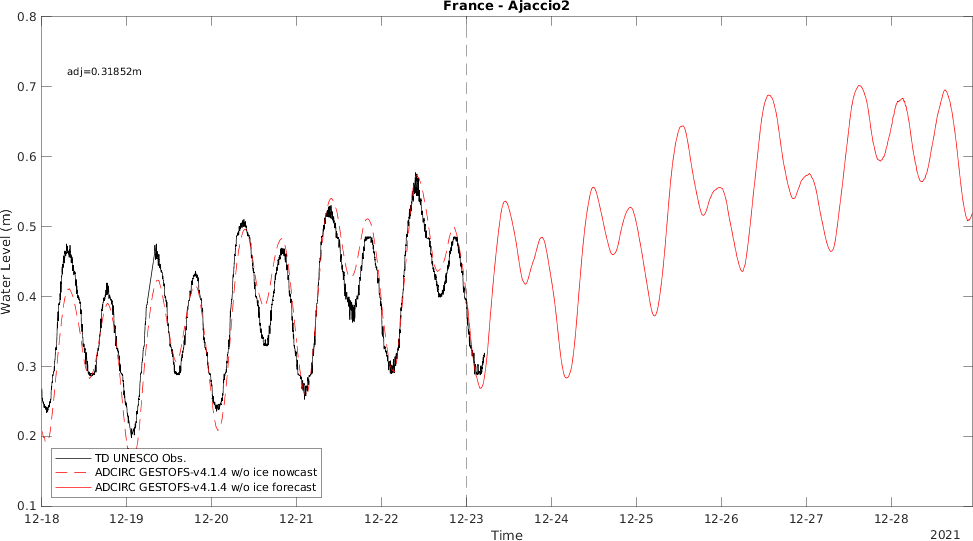 France - Ajaccio2
adj=0.31852m
Water Level (m)
0.8
0.7
0.6
0.5
0.4
0.3
0.2
0.1
TD UNESCO Obs.
ADCIRC GESTOFS-v4.1.4 w/o ice nowcast
ADCIRC GESTOFS-v4.1.4 w/o ice forecast
12-18 12-19 12-20 12-21 12-22 12-23 12-24 12-25 12-26 12-27 12-28
Time
2021